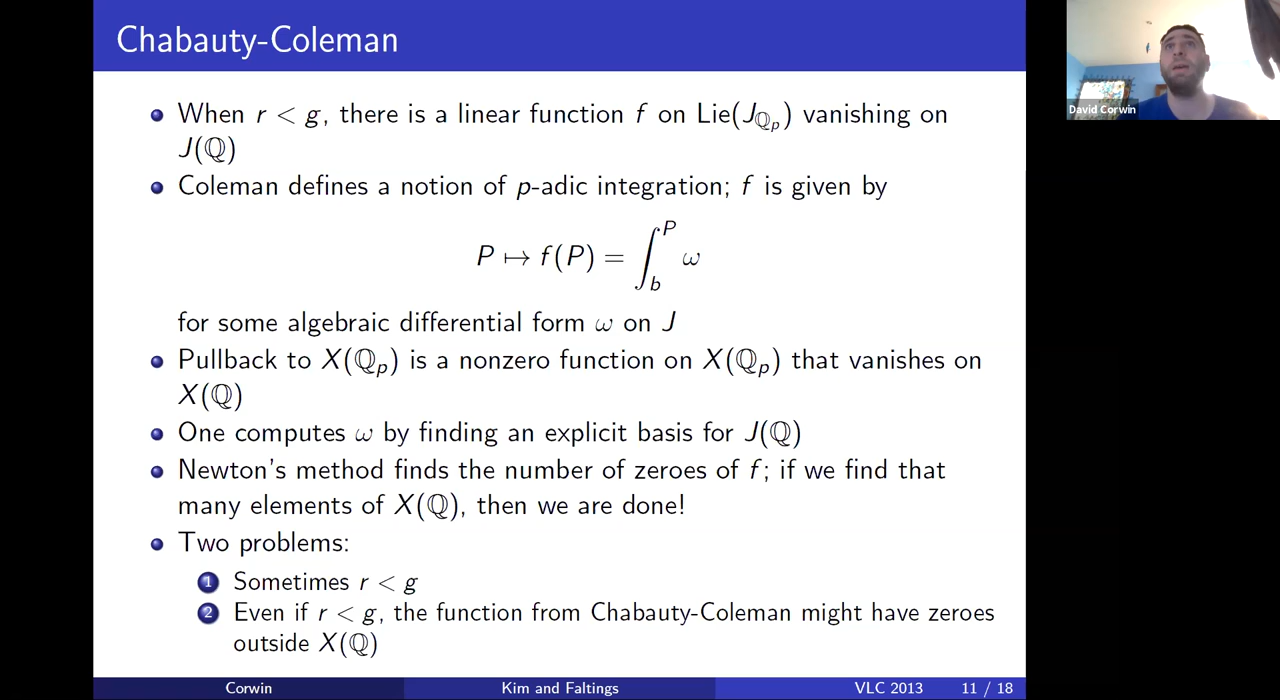 Chabauty-Coleman
When r < g, there is a linear function f on Lie(J_{ℚ_p}) vanishing on
J(ℚ)
Coleman defines a notion of p-adic integration; f is given by
P ↦ f(P) = ∫_b^P ω
for some algebraic differential form ω on J
Pullback to X(ℚ_p) is a nonzero function on X(ℚ_p) that vanishes on
X(ℚ)
One computes ω by finding an explicit basis for J(ℚ)
Newton's method finds the number of zeroes of f; if we find that
many elements of X(ℚ), then we are done!
Two problems:
1 Sometimes r < g
2 Even if r < g, the function from Chabauty-Coleman might have zeroes
outside X(ℚ)
Corwin Kim and Faltings VLC 2013 11 / 18
David Corwin